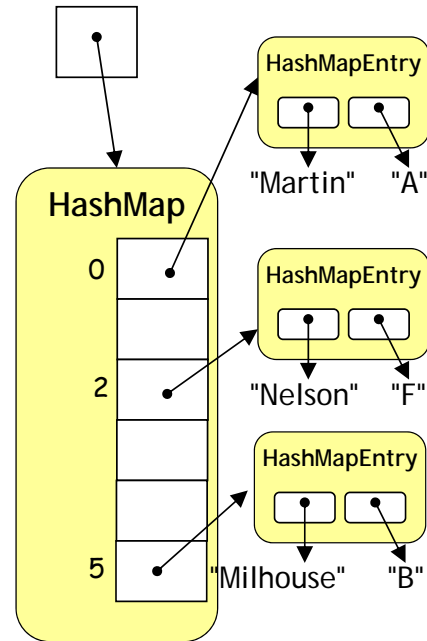 HashMapEntry
"Martin" "A"
HashMap
0
HashMapEntry
2
"Nelson" "F"
HashMapEntry
5
"Milhouse" "B"